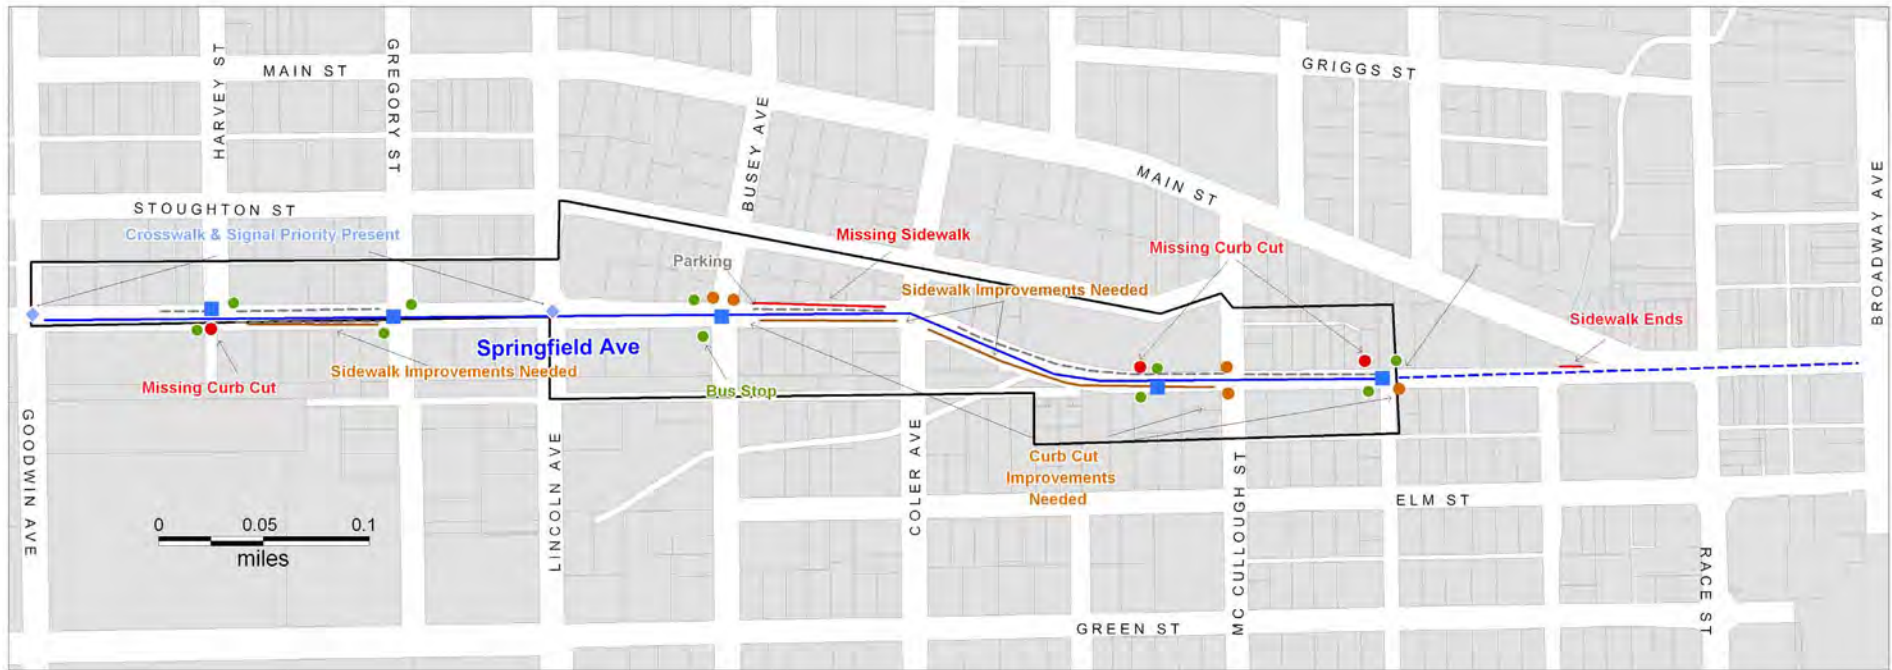 MAIN ST
HARVEY ST
GREGORY ST
GRIGGS ST
BUSEY AVE
MAIN ST
BROADWAY AVE
STOUGHTON ST
Crosswalk & Signal Priority Present
Missing Sidewalk
Missing Curb Cut
Parking
Sidewalk Improvements Needed
Sidewalk Ends
Springfield Ave
Sidewalk Improvements Needed
Missing Curb Cut
Bus Stop
GOODWIN AVE
LINCOLN AVE
COLER AVE
Curb Cut
Improvements
Needed
MC CULLOUGH ST
ELM ST
0 0.05 0.1
miles
RACE ST
GREEN ST